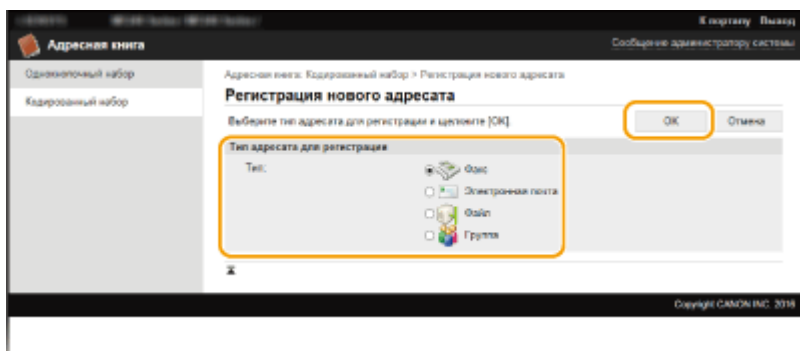 К порталу Выход
Адресная книга
Сообщение администратору системы
Однокнопочный набор
Кодированный набор
Адресная книга: Кодированный набор > Регистрация нового адресата
Регистрация нового адресата
Выберите тип адресата для регистрации и щелкните [OK].
OK
Отмена
Тип адресата для регистрации
Тип:
Факс
Электронная почта
Файл
Группа
Copyright CANON INC. 2016